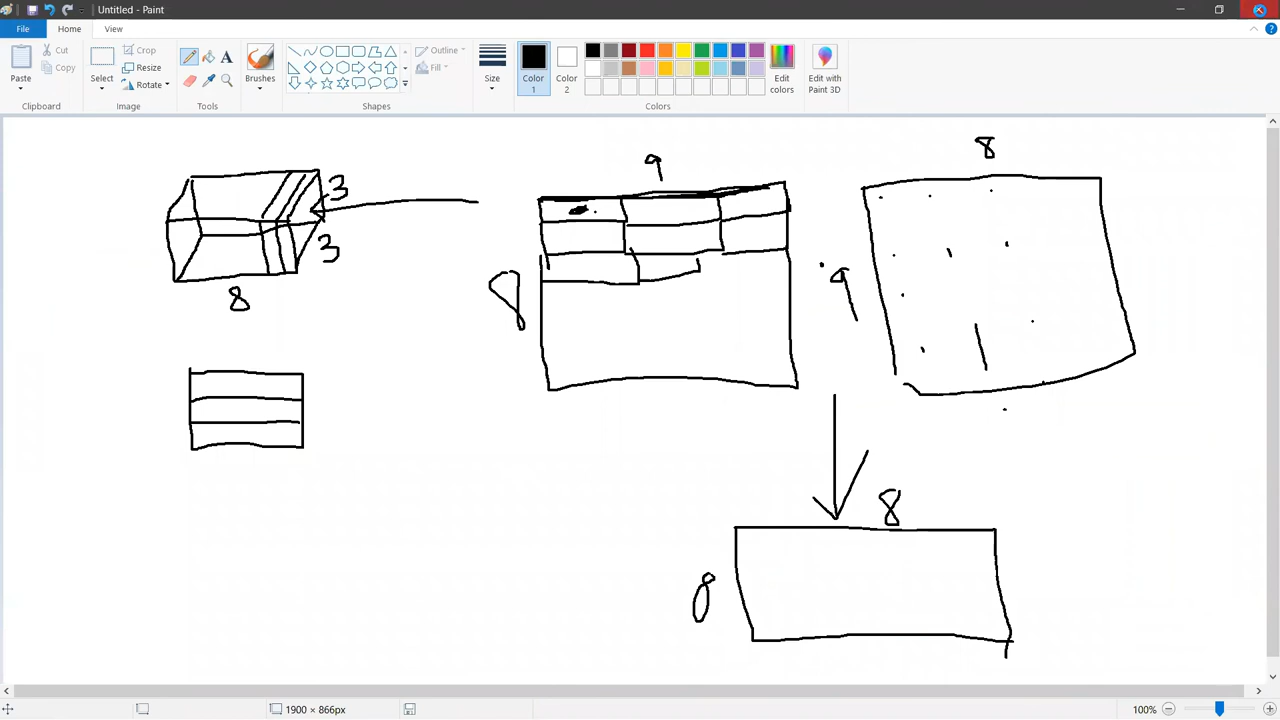 Untitled - Paint
File Home View
Paste
Cut
Copy
Clipboard
Select
Crop
Resize
Rotate
Image
A
Tools
Brushes
Outline
Fill
Shapes
Size
Color 1
Color 2
Colors
Edit colors
Edit with Paint 3D
9
8
3
3
8
9
8
1900 × 866px
100%